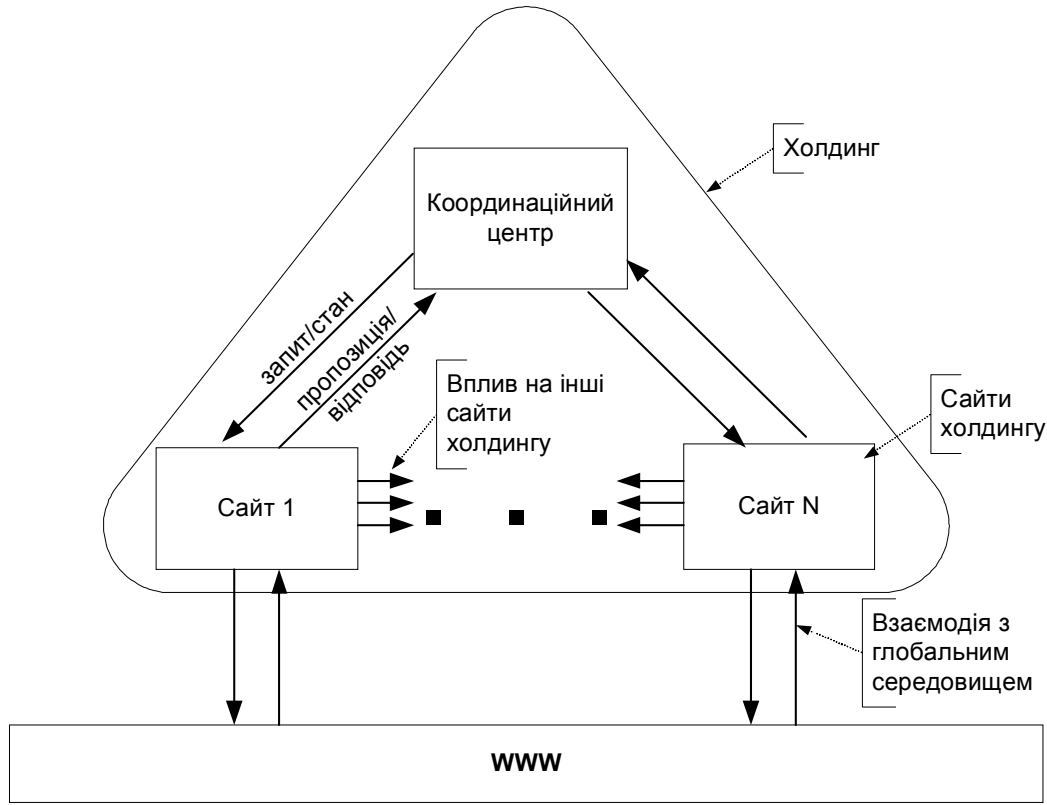 Холдинг
Координаційний
центр
запит/стан
пропозиція/
відповідь
Вплив на інші
сайти
холдингу
Сайти
холдингу
Сайт 1
Сайт N
Взаємодія з
глобальним
середовищем
WWW